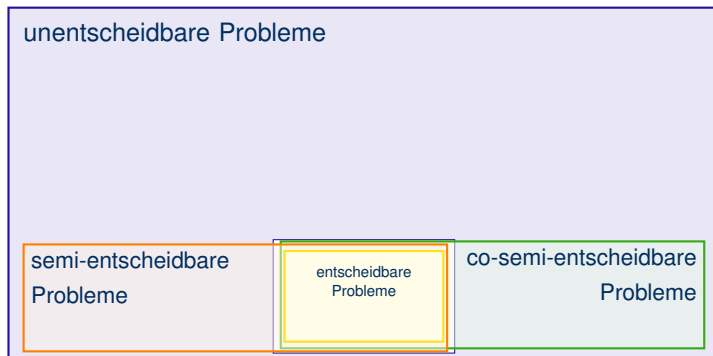 unentscheidbare Probleme
semi-entscheidbare
Probleme
entscheidbare
Probleme
co-semi-entscheidbare
Probleme